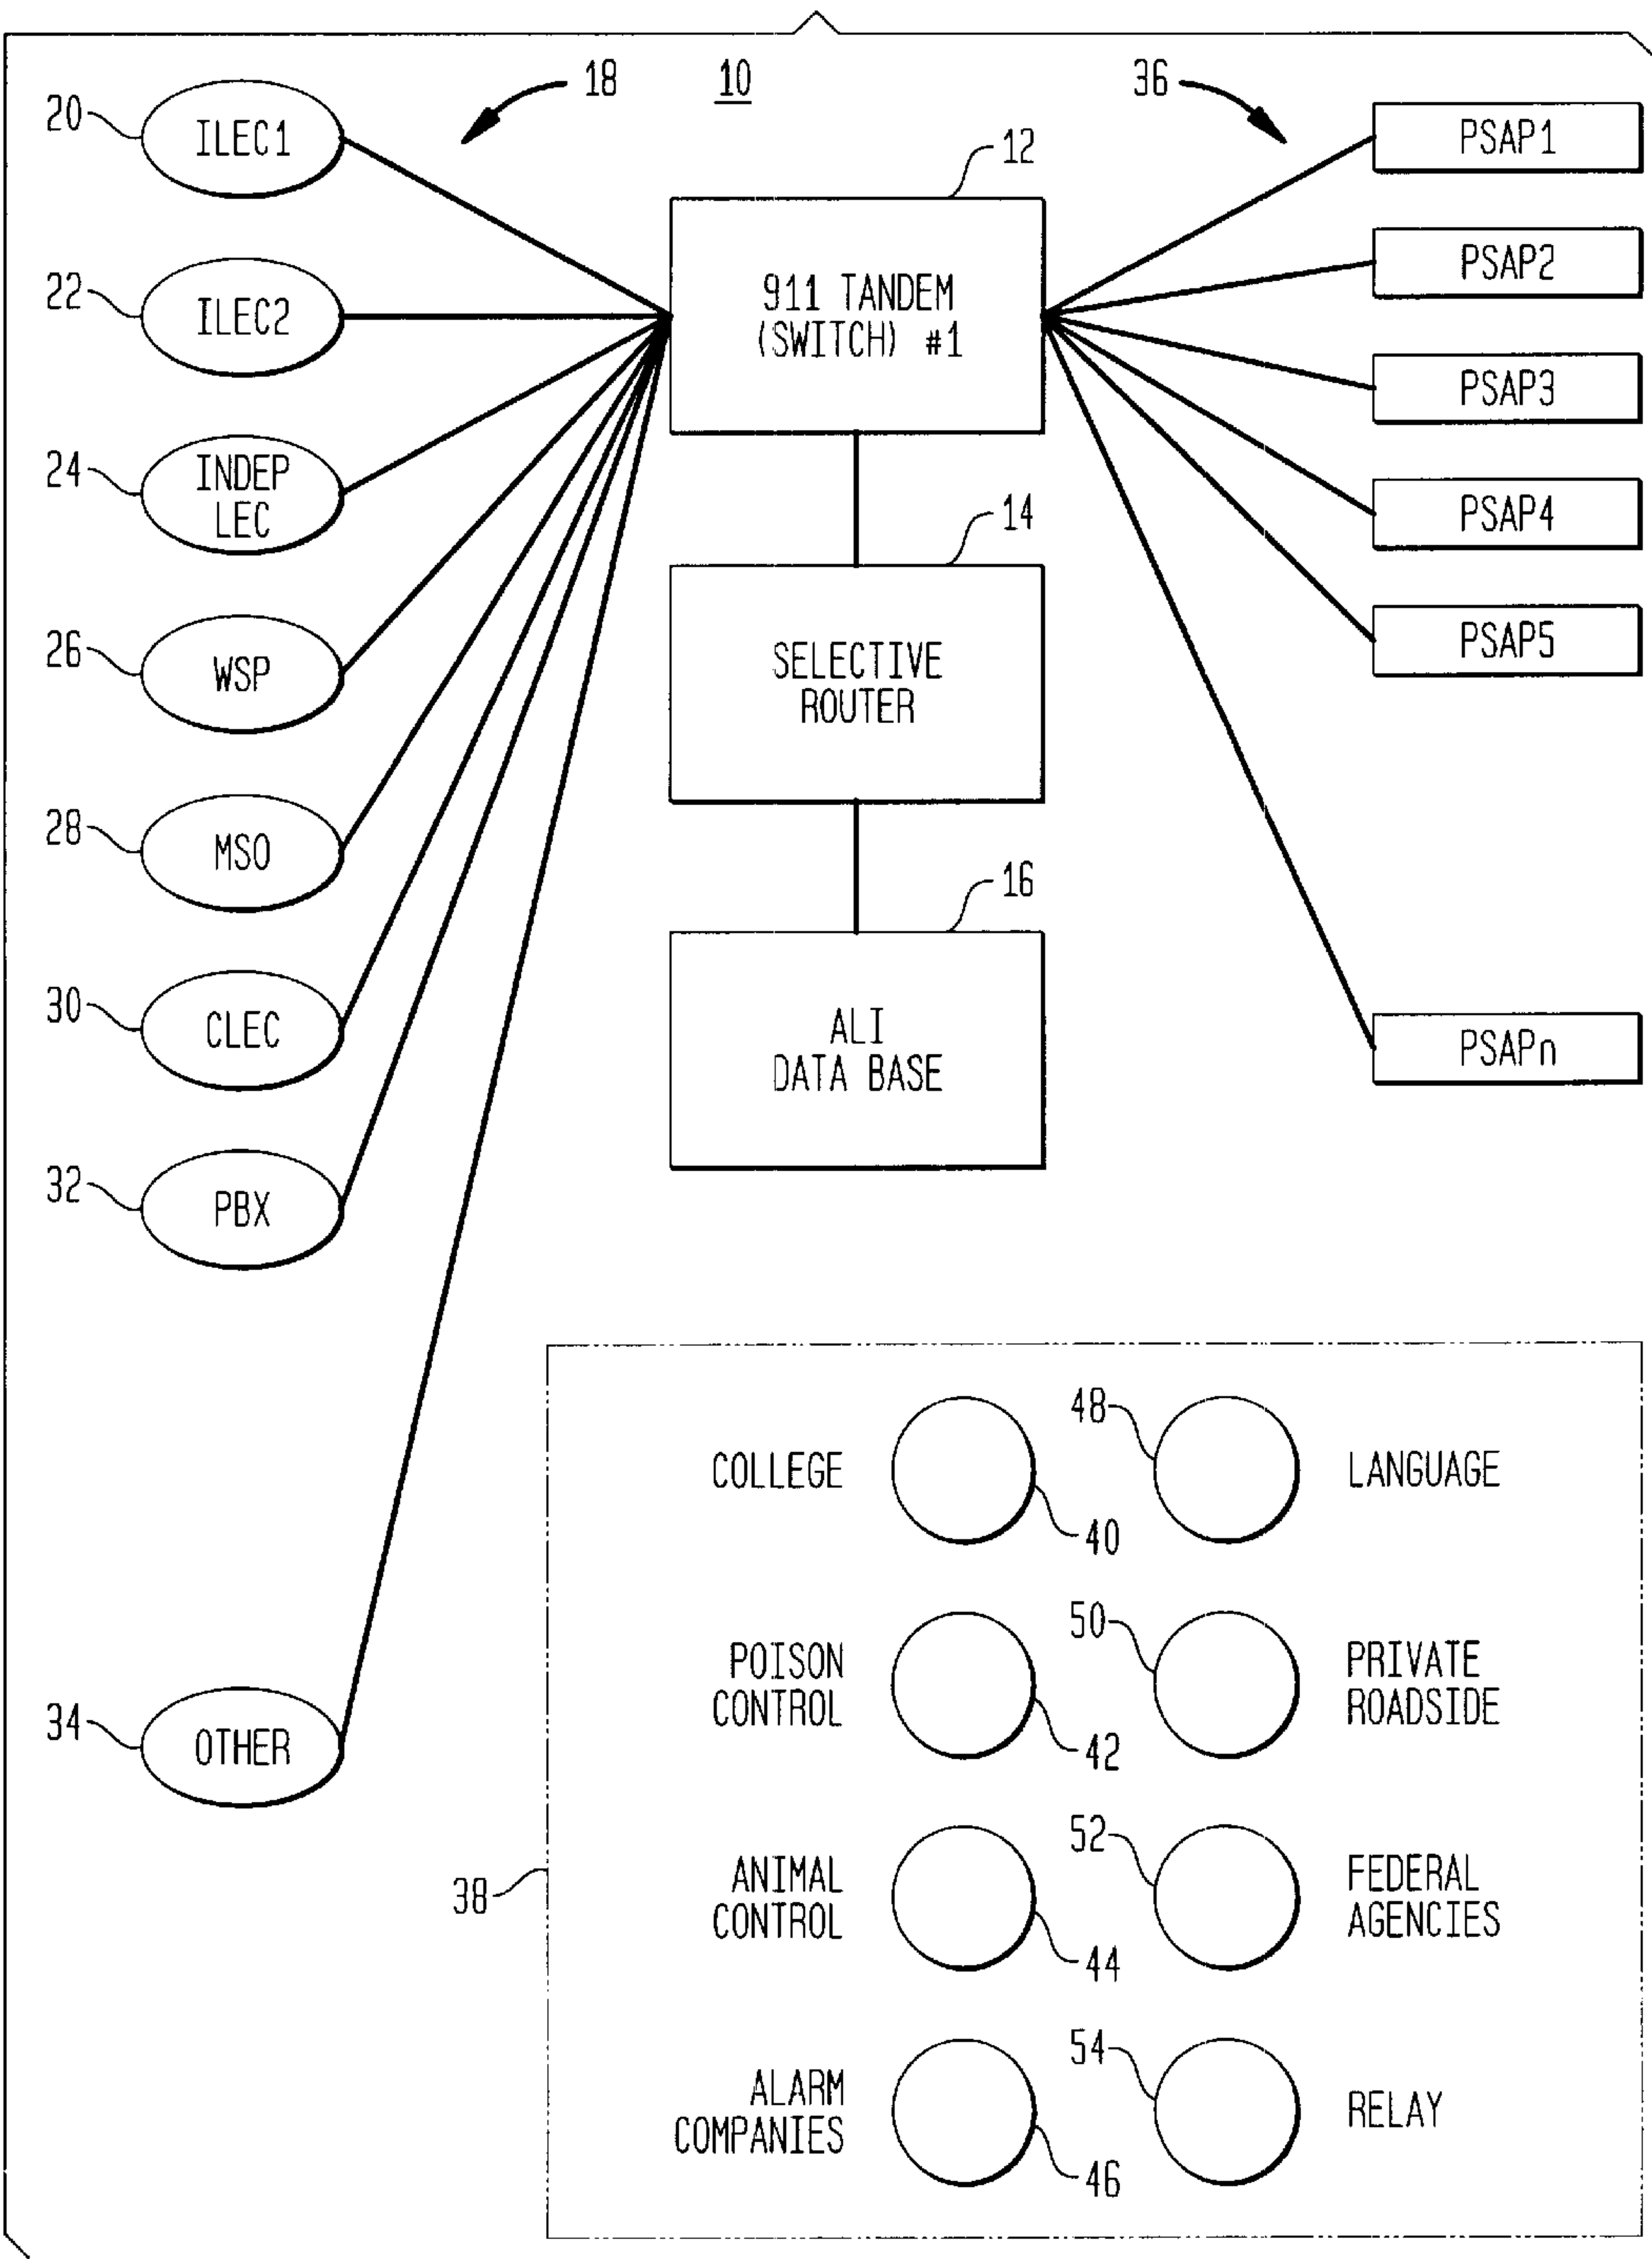 18
10
36
20
ILEC1
12
PSAP1
22
ILEC2
911 TANDEM
(SWITCH) #1
PSAP2
PSAP3
24
INDEP
LEC
14
PSAP4
26
WSP
SELECTIVE
ROUTER
PSAP5
28
MSO
16
30
CLEC
ALI
DATA BASE
PSAPn
32
PBX
34
OTHER
38
COLLEGE
40
48
LANGUAGE
POISON
CONTROL
42
50
PRIVATE
ROADSIDE
ANIMAL
CONTROL
44
52
FEDERAL
AGENCIES
ALARM
COMPANIES
46
54
RELAY